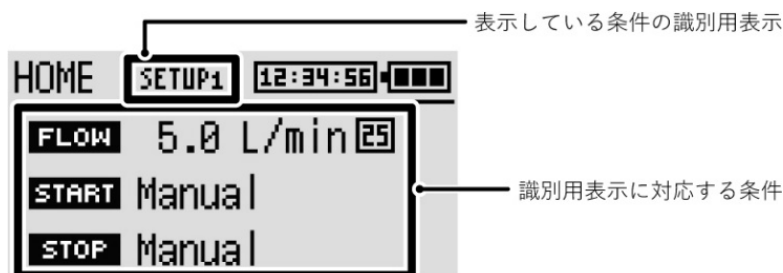 表示している条件の識別用表示
HOME SETUP1 12:34:56
FLOW 5.0 L/min 25
START Manual
識別用表示に対応する条件
STOP Manual